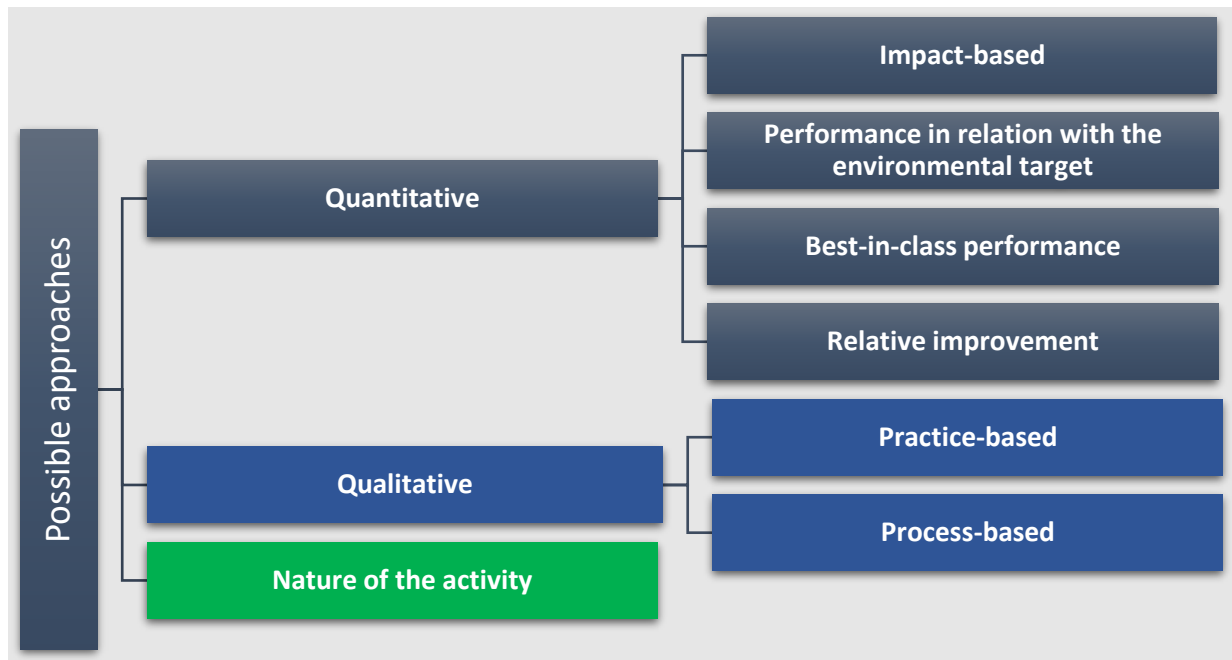 Possible approaches
Quantitative
Impact-based
Performance in relation with the
environmental target
Best-in-class performance
Relative improvement
Qualitative
Practice-based
Process-based
Nature of the activity